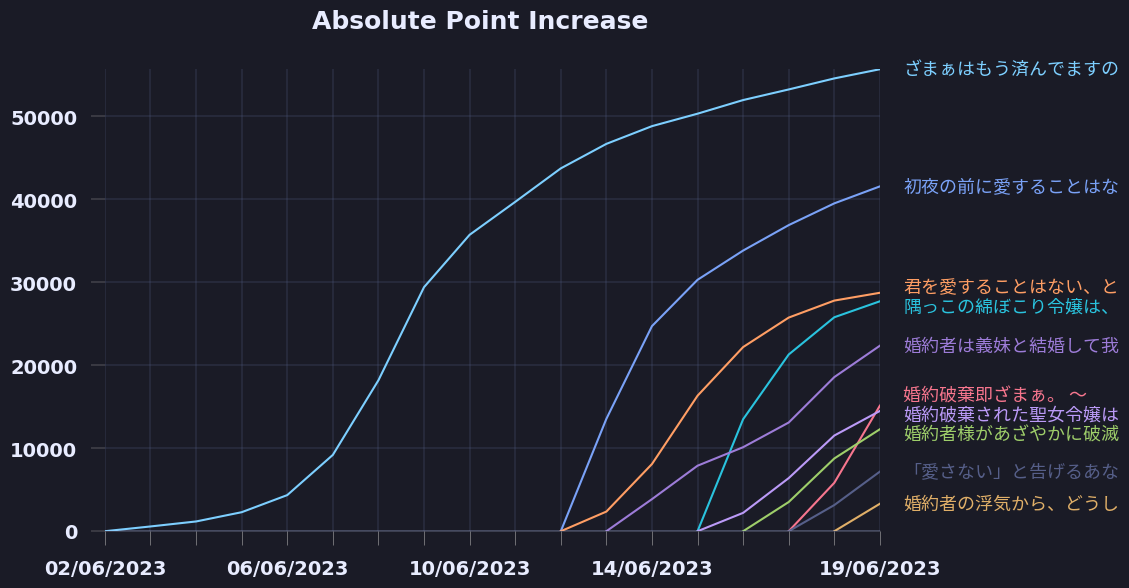 Absolute Point Increase
50000
40000
30000
20000
10000
0
02/06/2023
06/06/2023
10/06/2023
14/06/2023
19/06/2023
ざまぁはもう済んでますの
初夜の前に愛することはな
君を愛することはない、と
隅っこの綿ぼこり令嬢は、
婚約者は義妹と結婚して我
婚約破棄即ざまぁ。 〜
婚約破棄された聖女令嬢は
婚約者様があざやかに破滅
「愛さない」と告げるあな
婚約者の浮気から、どうし